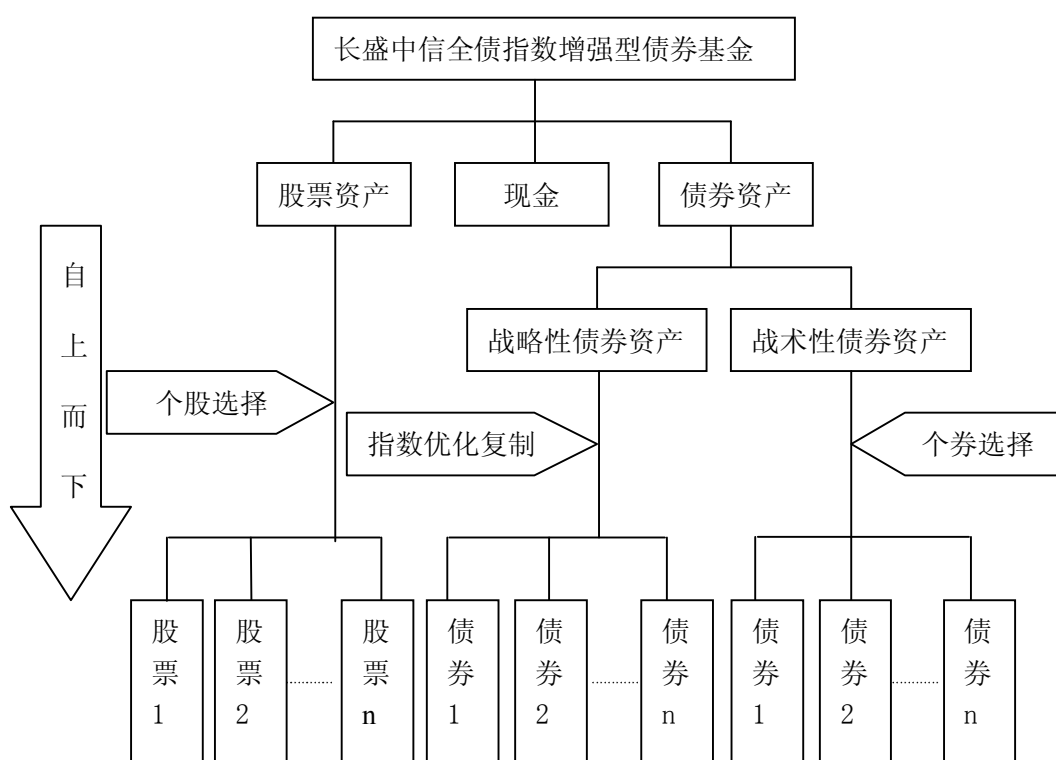 长盛中信全债指数增强型债券基金
股票资产
现金
债券资产
自上而下
战略性债券资产
战术性债券资产
个股选择
指数优化复制
个券选择
股票1
股票2
............
股票n
债券1
债券2
............
债券n
债券1
债券2
............
债券n